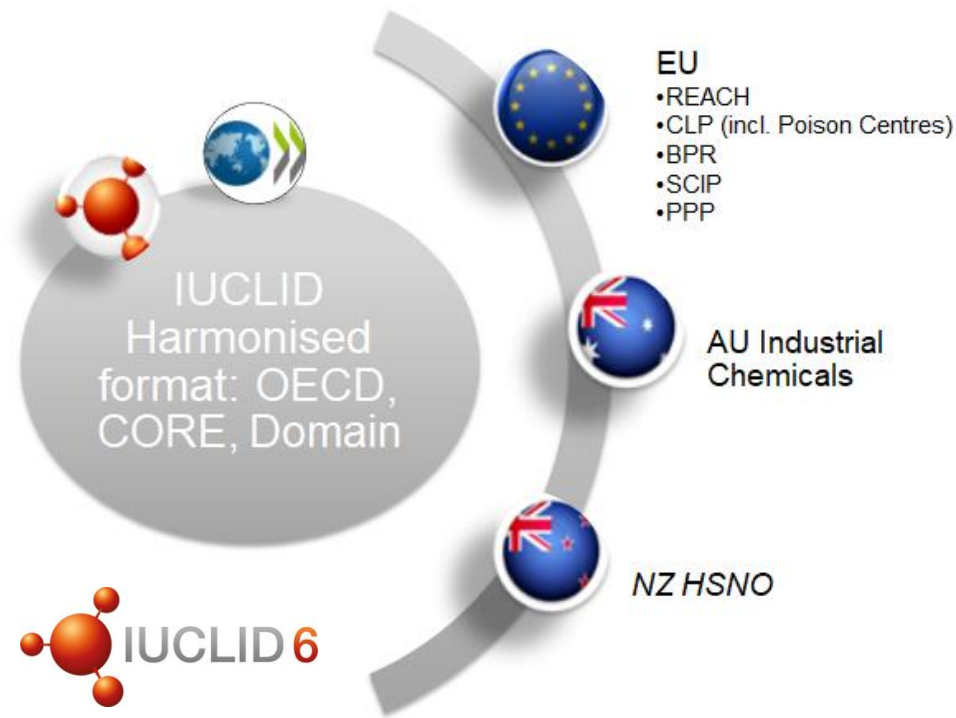 EU
•REACH
•CLP (incl. Poison Centres)
•BPR
•SCIP
•PPP
IUCLID
Harmonised
format: OECD,
CORE, Domain
AU Industrial
Chemicals
NZ HSNO
IUCLID 6